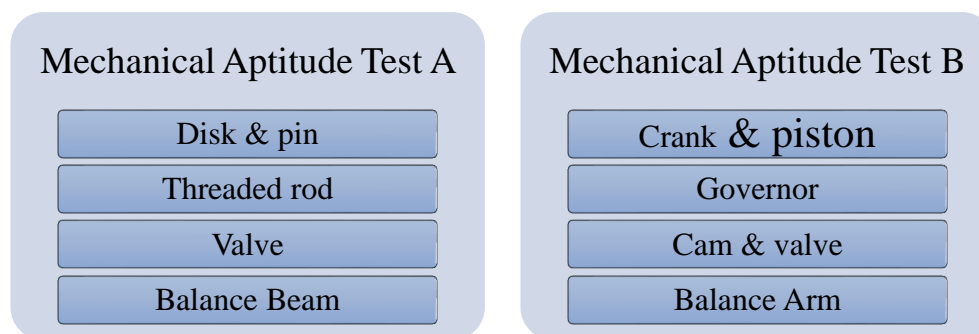 Mechanical Aptitude Test A
Disk & pin
Threaded rod
Valve
Balance Beam
Mechanical Aptitude Test B
Crank & piston
Governor
Cam & valve
Balance Arm